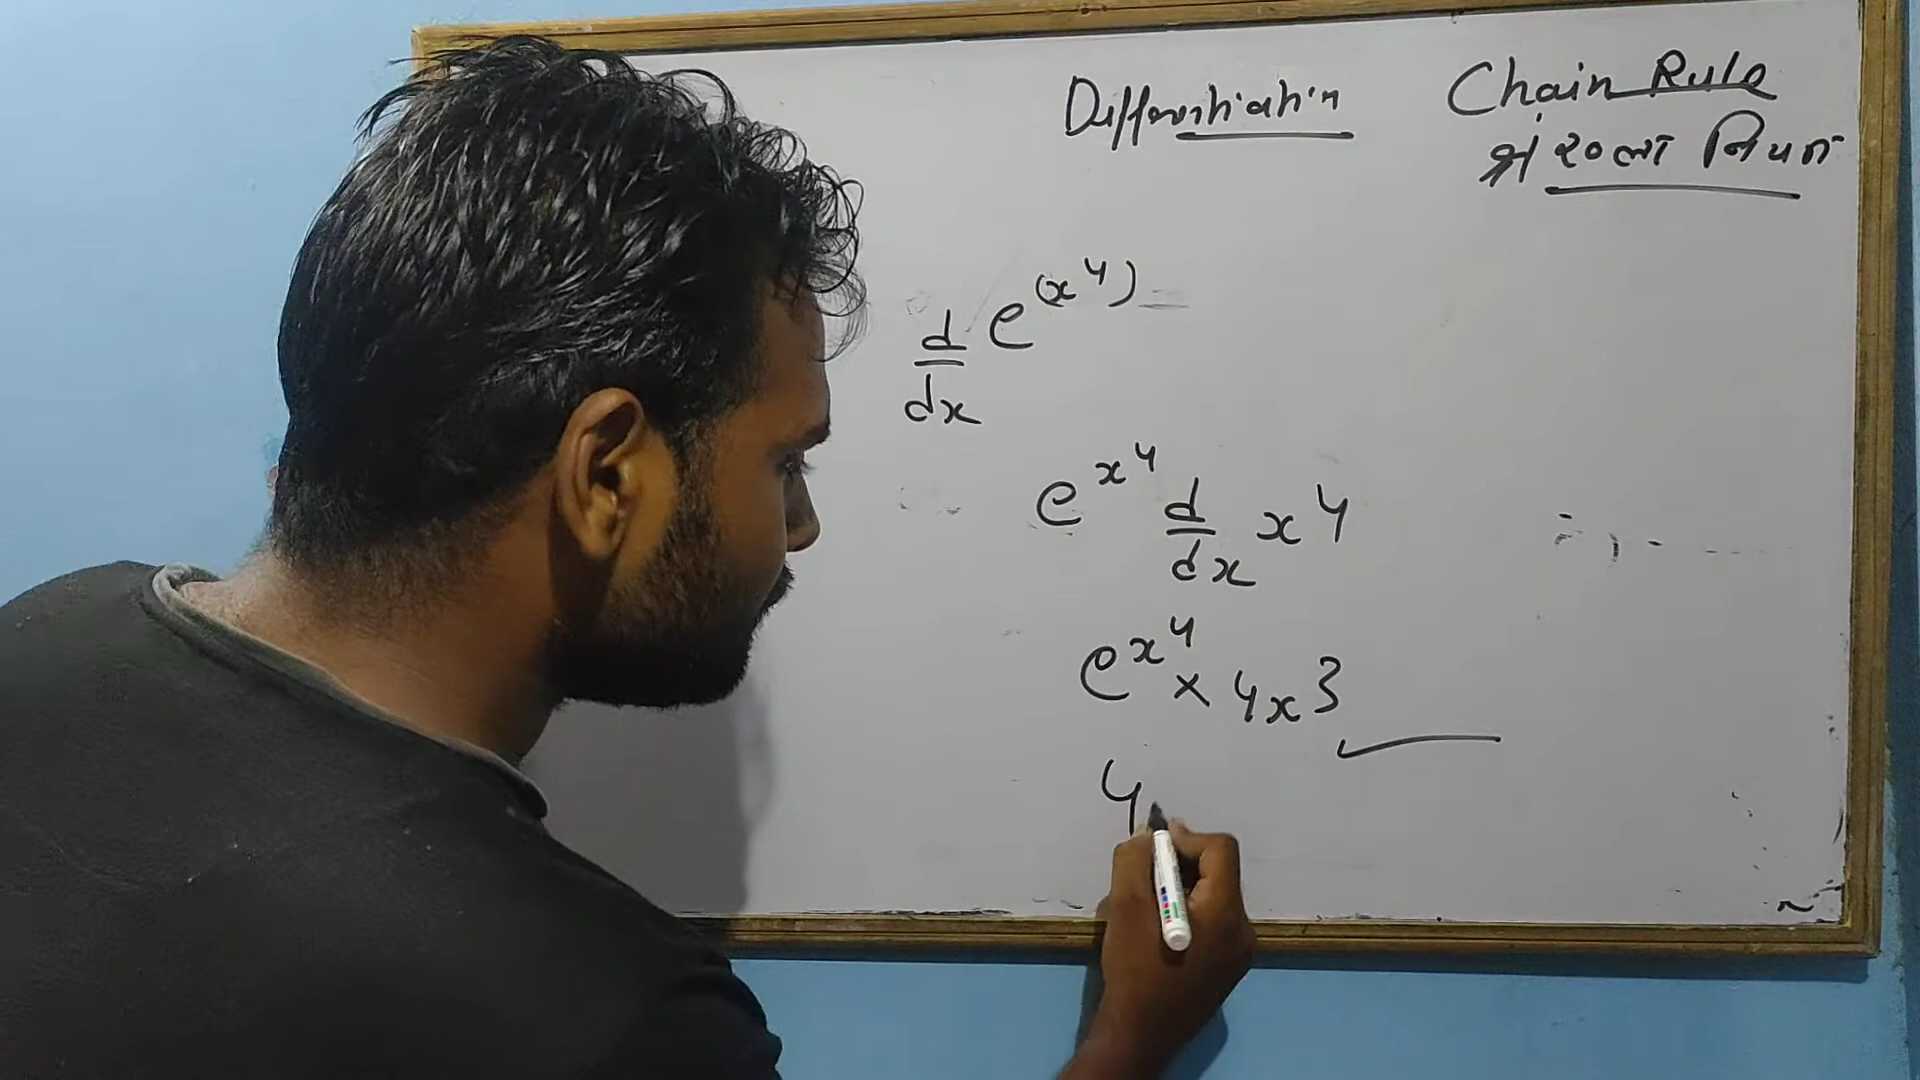 Differentiation
Chain Rule
श्रृंखला नियम
d/dx e^(x^4)
e^x^4 d/dx x^4
e^x^4 × 4x^3
4